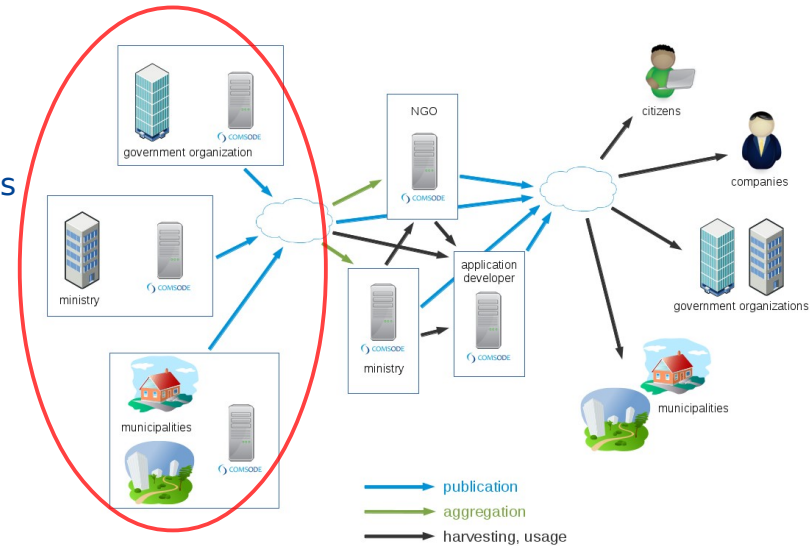 COMSODE
government organization
s
COMSODE
ministry
municipalities
COMSODE
NGO
COMSODE
COMSODE
ministry
application
developer
COMSODE
citizens
companies
government organizations
municipalities
publication
aggregation
harvesting, usage